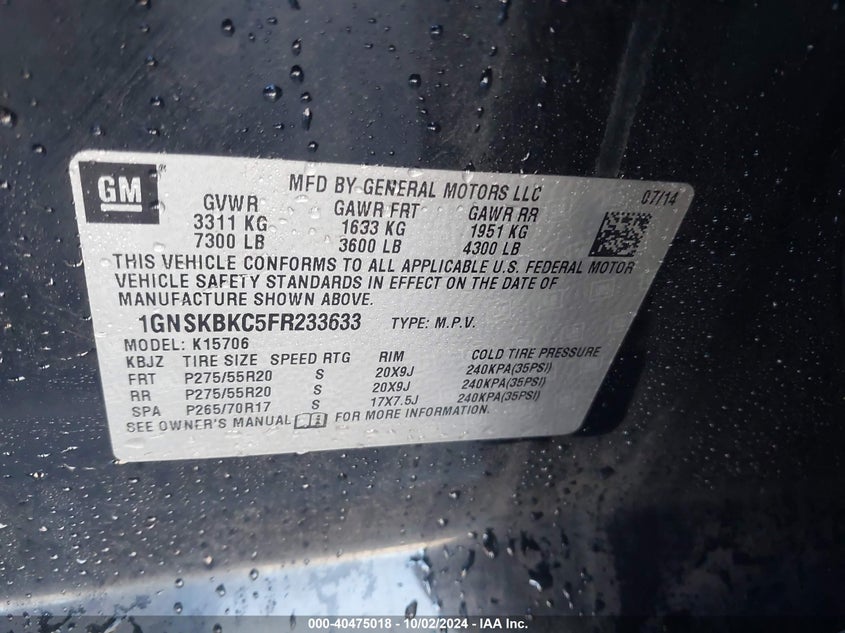 GM
MFD BY GENERAL MOTORS LLC 07/14
GVWR GAWR FRT GAWR RR
3311 KG 1633 KG 1951 KG
7300 LB 3600 LB 4300 LB
THIS VEHICLE CONFORMS TO ALL APPLICABLE U.S. FEDERAL MOTOR
VEHICLE SAFETY STANDARDS IN EFFECT ON THE DATE OF
MANUFACTURE SHOWN ABOVE.
1GNSKBKC5FR233633 TYPE: M.P.V.
MODEL: K15706
KBJZ TIRE SIZE SPEED RTG RIM COLD TIRE PRESSURE
FRT P275/55R20 S 20X9J 240KPA(35PSI)
RR P275/55R20 S 20X9J 240KPA(35PSI)
SPA P265/70R17 S 17X7.5J 240KPA(35PSI)
SEE OWNER'S MANUAL FOR MORE INFORMATION.
000-40475018 - 10/02/2024 - IAA Inc.